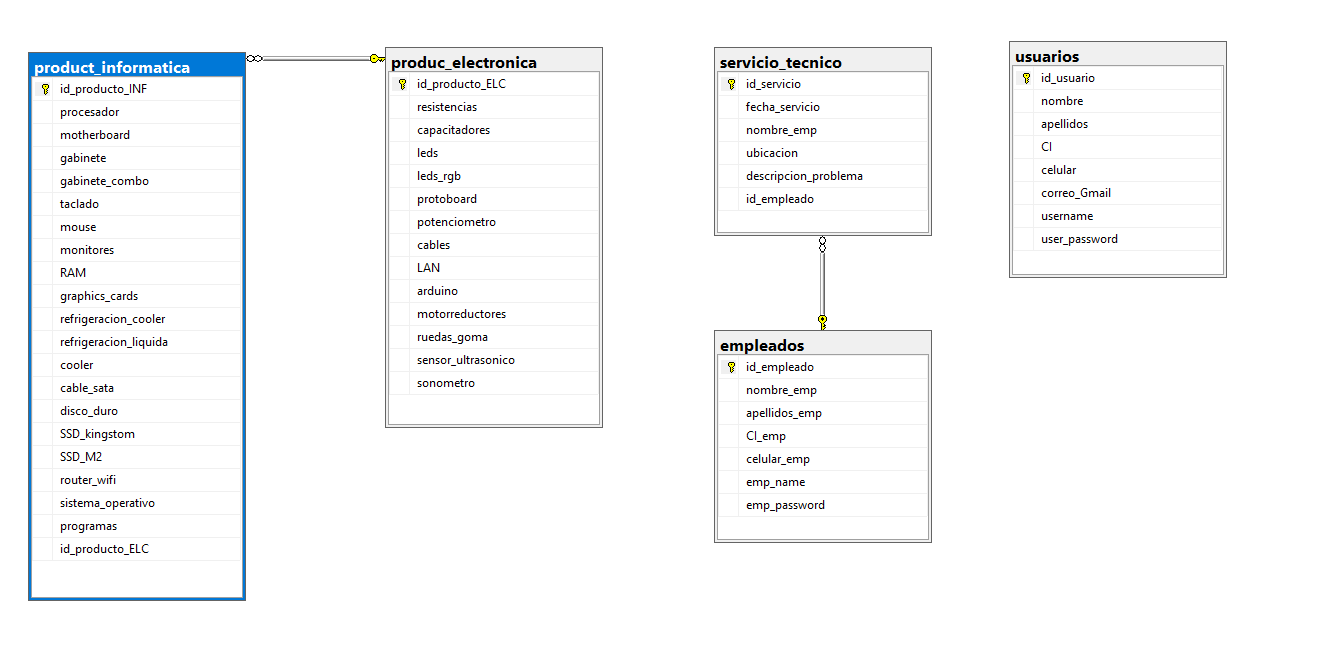 product_informatica
id_producto_INF
procesador
motherboard
gabinete
gabinete_combo
taclado
mouse
monitores
RAM
graphics_cards
refrigeracion_cooler
refrigeracion_liquida
cooler
cable_sata
disco_duro
SSD_kingstom
SSD_M2
router_wifi
sistema_operativo
programas
id_producto_ELC
produc_electronica
id_producto_ELC
resistencias
capacitadores
leds
leds_rgb
protoboard
potenciometro
cables
LAN
arduino
motorreductores
ruedas_goma
sensor_ultrasonico
sonometro
servicio_tecnico
id_servicio
fecha_servicio
nombre_emp
ubicacion
descripcion_problema
id_empleado
empleados
id_empleado
nombre_emp
apellidos_emp
CI_emp
celular_emp
emp_name
emp_password
usuarios
id_usuario
nombre
apellidos
CI
celular
correo_Gmail
username
user_password